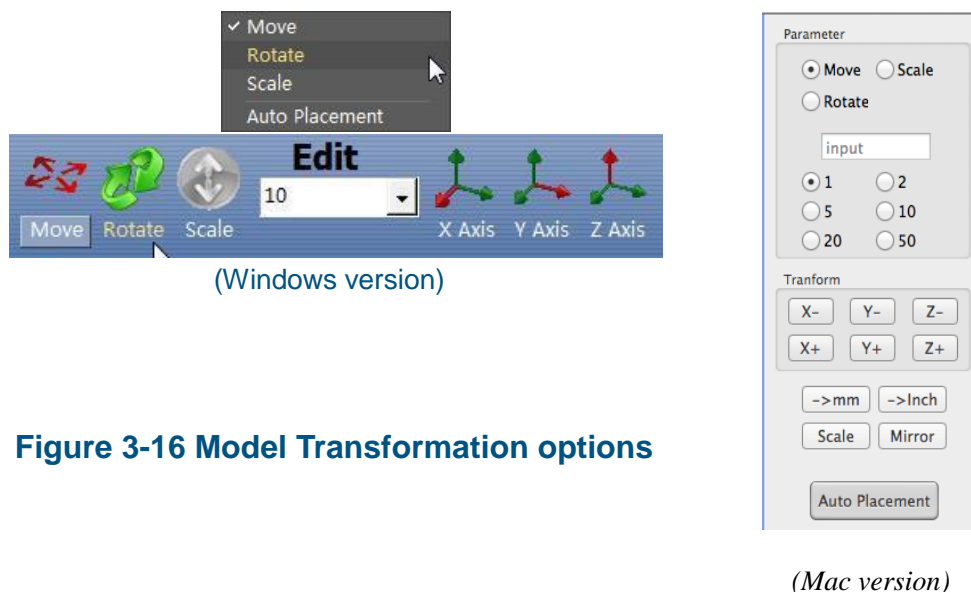 Move
Rotate
Scale
Auto Placement
Edit
10
Move Rotate Scale X Axis Y Axis Z Axis
(Windows version)
Figure 3-16 Model Transformation options
Parameter
Move Scale
Rotate
input
1 2
5 10
20 50
Tranform
X- Y- Z-
X+ Y+ Z+
->mm ->Inch
Scale Mirror
Auto Placement
(Mac version)